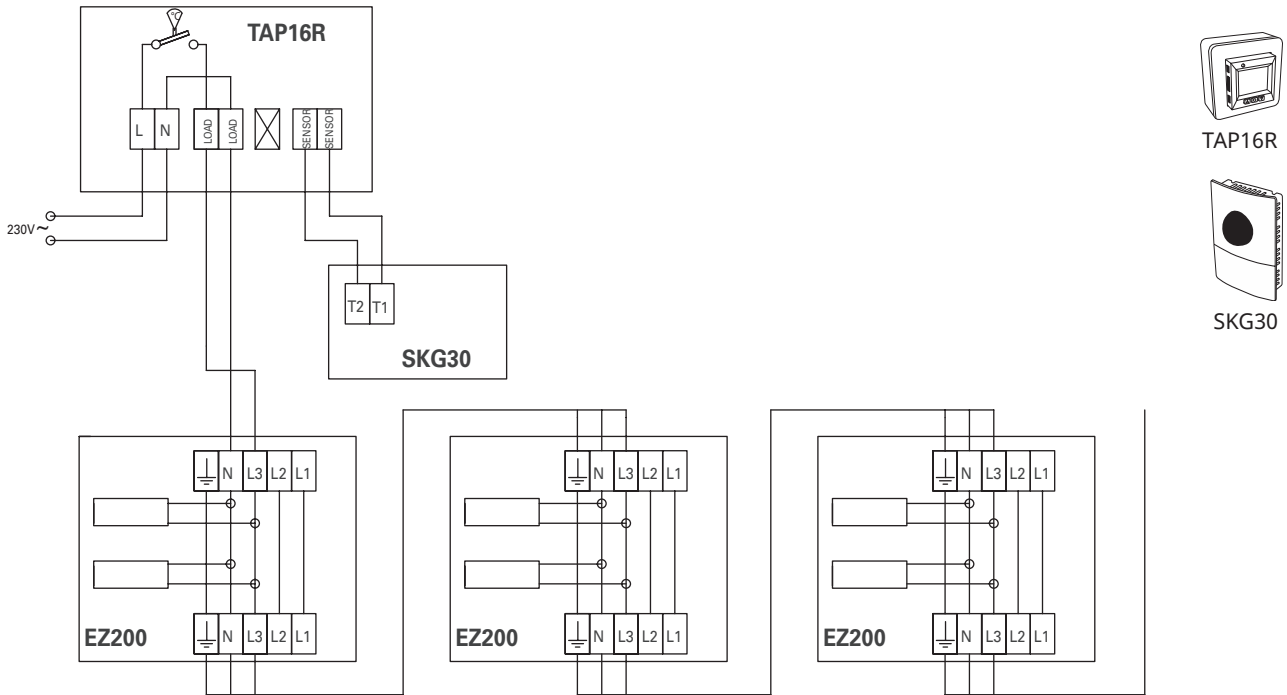 °C
TAP16R
L N LOAD LOAD SENSOR SENSOR
230V~
T2 T1
SKG30
TAP16R
SKG30
N L3 L2 L1
N L3 L2 L1
EZ200
N L3 L2 L1
N L3 L2 L1
EZ200
N L3 L2 L1
N L3 L2 L1
EZ200